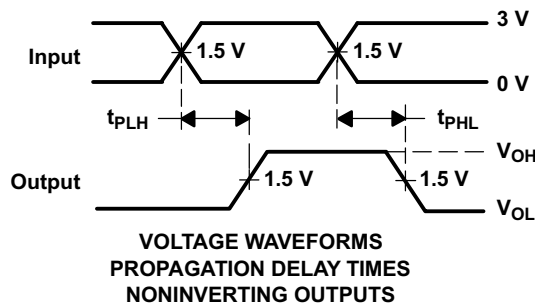 3 V
Input
1.5 V
1.5 V
0 V
tPLH
tPHL
VOH
Output
1.5 V
1.5 V
VOL
VOLTAGE WAVEFORMS
PROPAGATION DELAY TIMES
NONINVERTING OUTPUTS